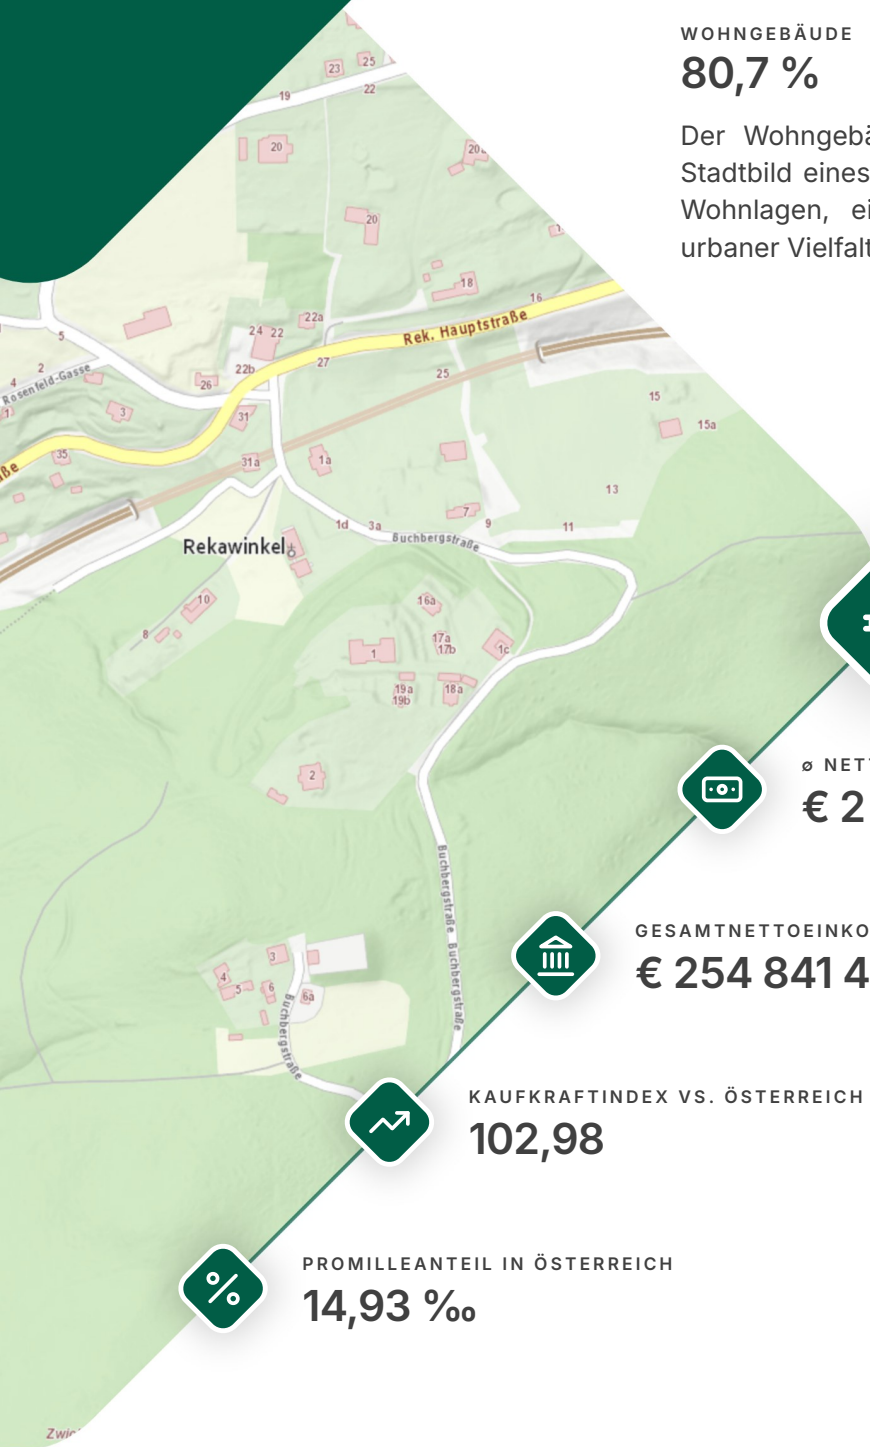 WOHNGEBÄUDE
80,7 %
Der Wohngebä
Stadtbild eines
Wohnlagen, ei
urbaner Vielfalt
23
25
22
19
20
20
20
18
16
22a
24
22
Rek. Hauptstraße
5
27
2
22b
25
4
Rosenfeld-Gasse
26
15
1
3
31
15a
35
31a
1a
aße
13
7
1d
3a
9
11
Buchbergstraße
Rekawinkel
10
16a
8
17a
17b
1
1c
19a
18a
19b
2
ø NET
€ 2
Buchbergstraße
Buchbergstraße
GESAMTNETTOEINKO
€ 254 841 4
3
4
5
6
6a
Buchbergstraße
KAUFKRAFTINDEX VS. ÖSTERREICH
102,98
PROMILLEANTEIL IN ÖSTERREICH
14,93 ‰
Zwi